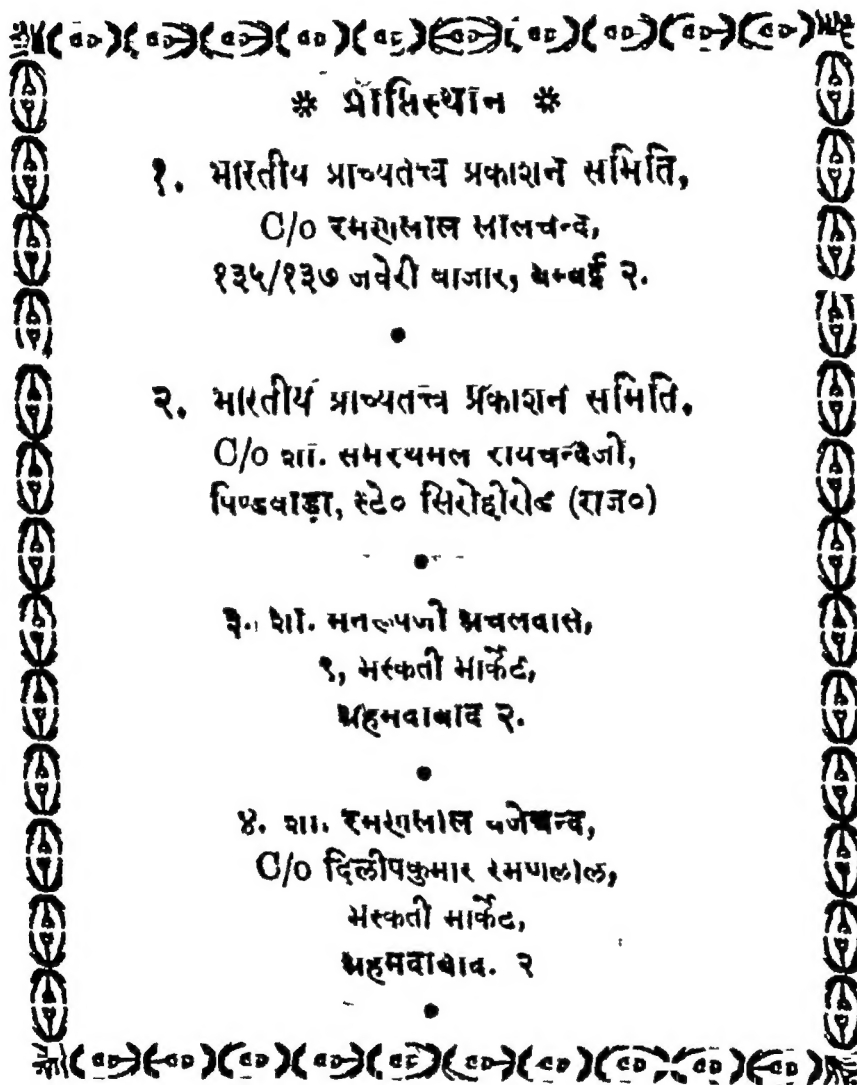 * प्राप्तिस्थान *
१. भारतीय प्राच्यतत्त्व प्रकाशन समिति,
C/o रमणलाल लालचन्द,
१३५/१३७ जवेरी बाजार, बम्बई २.
२. भारतीय प्राच्यतत्त्व प्रकाशन समिति.
C/o शा. समरथमल रायचन्दजी,
पिण्डवाड़ा, स्टे० सिरोहीरोड (राज०)
३. शा. मनरूपजी अचलदास,
९, मस्कती मार्केट,
अहमदाबाद २.
४. शा. रमणलाल वजेचन्द,
C/o दिलीपकुमार रमणलाल,
मस्कती मार्केट,
अहमदाबाद. २